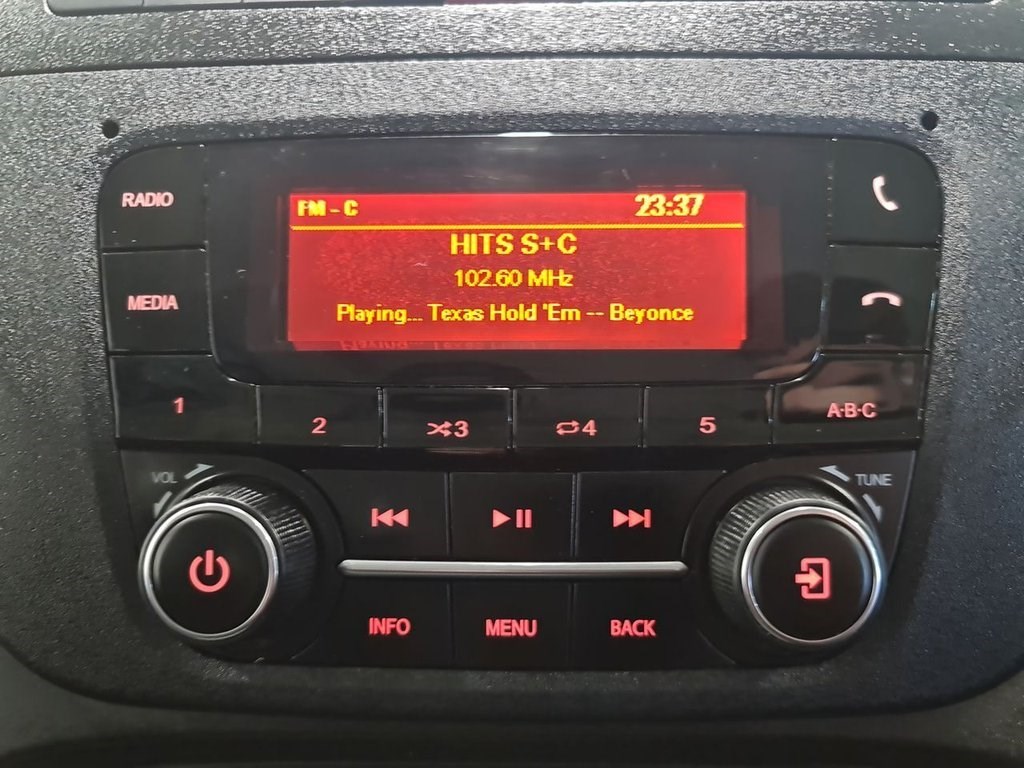 RADIO
FM - C
23:37
HITS S+C
102.60 MHz
Playing... Texas Hold 'Em -- Beyonce
MEDIA
1
2
3
4
5
A·B·C
VOL
TUNE
INFO
MENU
BACK